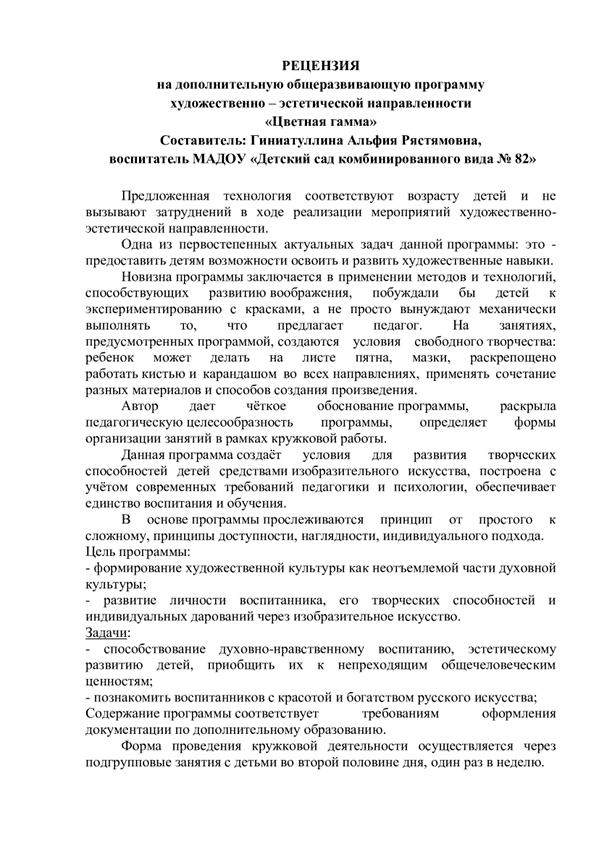 РЕЦЕНЗИЯ
на дополнительную общеразвивающую программу
художественно – эстетической направленности
«Цветная гамма»
Составитель: Гиниатуллина Альфия Рястямовна,
воспитатель МАДОУ «Детский сад комбинированного вида № 82»
Предложенная технология соответствуют возрасту детей и не
вызывают затруднений в ходе реализации мероприятий художественно-
эстетической направленности.
Одна из первостепенных актуальных задач данной программы: это -
предоставить детям возможности освоить и развить художественные навыки.
Новизна программы заключается в применении методов и технологий,
способствующих развитию воображения, побуждали бы детей к
экспериментированию с красками, а не просто вынуждают механически
выполнять то, что предлагает педагог. На занятиях,
предусмотренных программой, создаются условия свободного творчества:
ребенок может делать на листе пятна, мазки, раскрепощено
работать кистью и карандашом во всех направлениях, применять сочетание
разных материалов и способов создания произведения.
Автор дает чёткое обоснование программы, раскрыла
педагогическую целесообразность программы, определяет формы
организации занятий в рамках кружковой работы.
Данная программа создаёт условия для развития творческих
способностей детей средствами изобразительного искусства, построена с
учётом современных требований педагогики и психологии, обеспечивает
единство воспитания и обучения.
В основе программы прослеживаются принцип от простого к
сложному, принципы доступности, наглядности, индивидуального подхода.
Цель программы:
- формирование художественной культуры как неотъемлемой части духовной
культуры;
- развитие личности воспитанника, его творческих способностей и
индивидуальных дарований через изобразительное искусство.
Задачи:
- способствование духовно-нравственному воспитанию, эстетическому
развитию детей, приобщить их к непреходящим общечеловеческим
ценностям;
- познакомить воспитанников с красотой и богатством русского искусства;
Содержание программы соответствует требованиям оформления
документации по дополнительному образованию.
Форма проведения кружковой деятельности осуществляется через
подгрупповые занятия с детьми во второй половине дня, один раз в неделю.